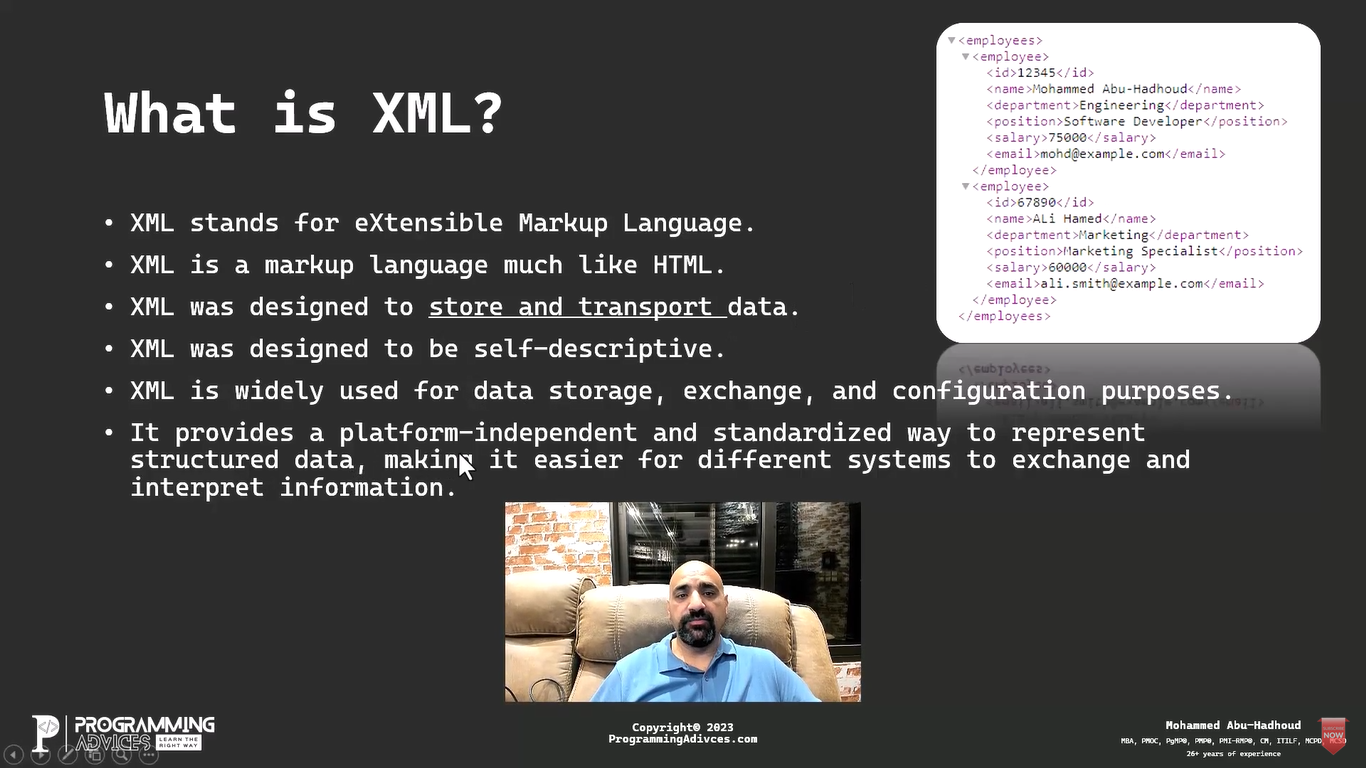 What is XML?
• XML stands for eXtensible Markup Language.
• XML is a markup language much like HTML.
• XML was designed to store and transport data.
• XML was designed to be self-descriptive.
• XML is widely used for data storage, exchange, and configuration purposes.
• It provides a platform-independent and standardized way to represent
structured data, making it easier for different systems to exchange and
interpret information.
<employees>
<employee>
<id>12345</id>
<name>Mohammed Abu-Hadhoud</name>
<department>Engineering</department>
<position>Software Developer</position>
<salary>75000</salary>
<email>mohd@example.com</email>
</employee>
<employee>
<id>67890</id>
<name>ALi Hamed</name>
<department>Marketing</department>
<position>Marketing Specialist</position>
<salary>60000</salary>
<email>ali.smith@example.com</email>
</employee>
</employees>
PROGRAMMING
ADVICES LEARN THE
RIGHT WAY
Copyright© 2023
ProgrammingAdivces.com
Mohammed Abu-Hadhoud
MBA, PMOC, PgMP®, PMP®, PMI-RMP®, CM, ITILF, MCPD, MCSD
26+ years of experience
SUBSCRIBE
NOW